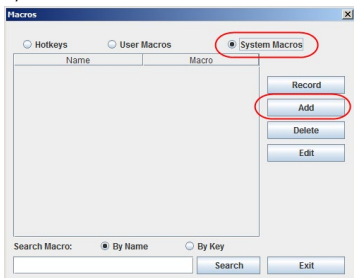 Macros
Hotkeys User Macros System Macros
Name Macro
Record
Add
Delete
Edit
Search Macro: By Name By Key
Search Exit